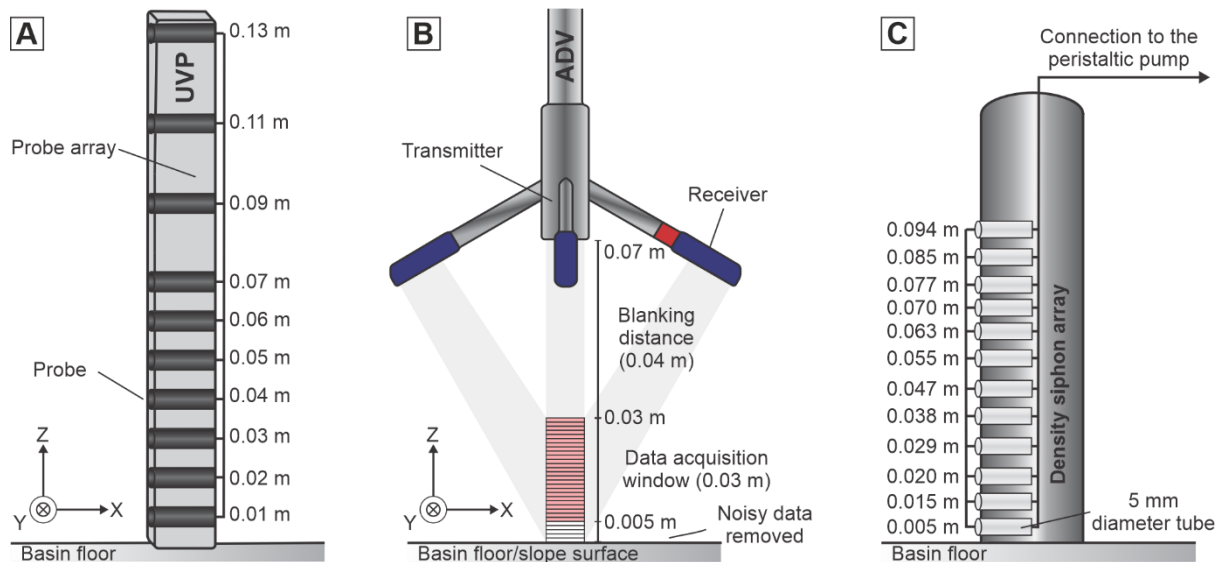 A
UVP
0.13 m
0.11 m
0.09 m
0.07 m
0.06 m
0.05 m
0.04 m
0.03 m
0.02 m
0.01 m
Probe array
Probe
Z
Y
X
Basin floor
B
ADV
Transmitter
Receiver
0.07 m
Blanking
distance
(0.04 m)
0.03 m
Data acquisition
window (0.03 m)
0.005 m
Noisy data
removed
Z
Y
X
Basin floor/slope surface
C
Connection to the
peristaltic pump
0.094 m
0.085 m
0.077 m
0.070 m
0.063 m
0.055 m
0.047 m
0.038 m
0.029 m
0.020 m
0.015 m
0.005 m
Density siphon array
5 mm
diameter tube
Basin floor